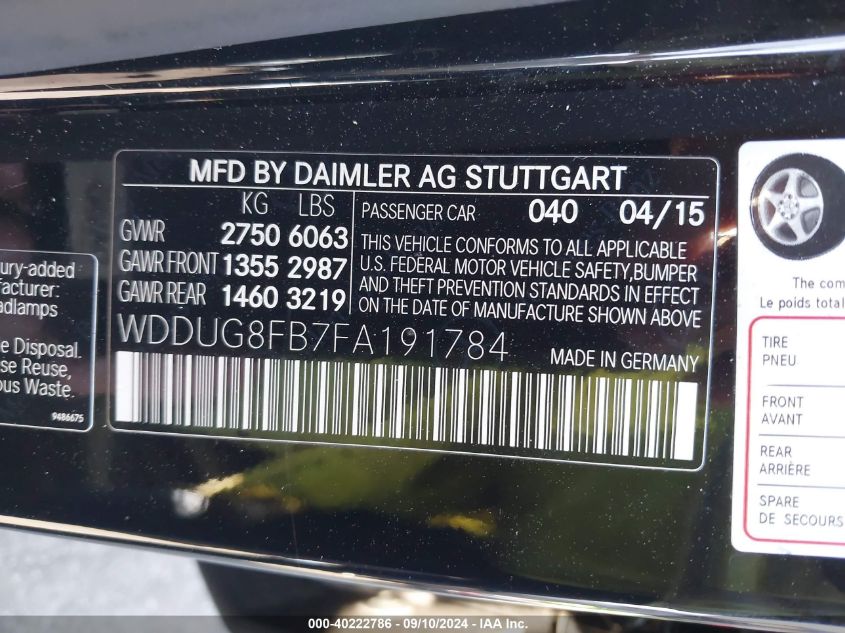 MFD BY DAIMLER AG STUTTGART
KG LBS
GVWR 2750 6063
GAWR FRONT 1355 2987
GAWR REAR 1460 3219
PASSENGER CAR 040 04/15
THIS VEHICLE CONFORMS TO ALL APPLICABLE
U.S. FEDERAL MOTOR VEHICLE SAFETY,BUMPER
AND THEFT PREVENTION STANDARDS IN EFFECT
ON THE DATE OF MANUFACTURE SHOWN ABOVE.
WDDUG8FB7FA191784
MADE IN GERMANY
ury-added
facturer:
eadlamps
e Disposal.
se Reuse,
ous Waste.
9486675
The com
Le poids total
TIRE
PNEU
FRONT
AVANT
REAR
ARRIÈRE
SPARE
DE SECOURS
000-40222786 - 09/10/2024 - IAA Inc.